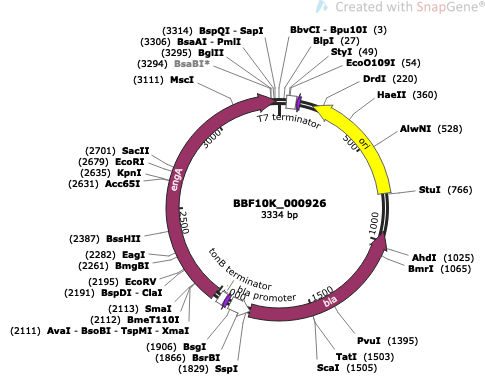 Created with SnapGene®
(3314) BspQI - SapI
(3306) BsaAI - PmlI
(3295) BglII
(3294) BsaBI*
(3111) MscI
BbvCI - Bpu10I (3)
BlpI (27)
StyI (49)
EcoO109I (54)
DrdI (220)
HaeII (360)
AlwNI (528)
StuI (766)
AhdI (1025)
BmrI (1065)
PvuI (1395)
TatI (1503)
ScaI (1505)
(2701) SacII
(2679) EcoRI
(2635) KpnI
(2631) Acc65I
(2387) BssHII
(2282) EagI
(2261) BmgBI
(2195) EcoRV
(2191) BspDI - ClaI
(2113) SmaI
(2112) BmeT110I
(2111) AvaI - BsoBI - TspMI - XmaI
(1906) BsgI
(1866) BsrBI
(1829) SspI
T7 terminator
ori
500
1000
1500
2500
3000
engA
BBF10K_000926
3334 bp
tonB terminator
bla promoter
bla